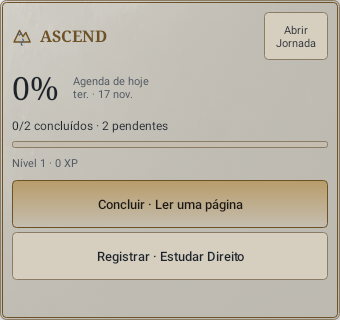 ASCEND
Abrir
Jornada
0%
Agenda de hoje
ter. · 17 nov.
0/2 concluídos · 2 pendentes
Nível 1 · 0 XP
Concluir · Ler uma página
Registrar · Estudar Direito